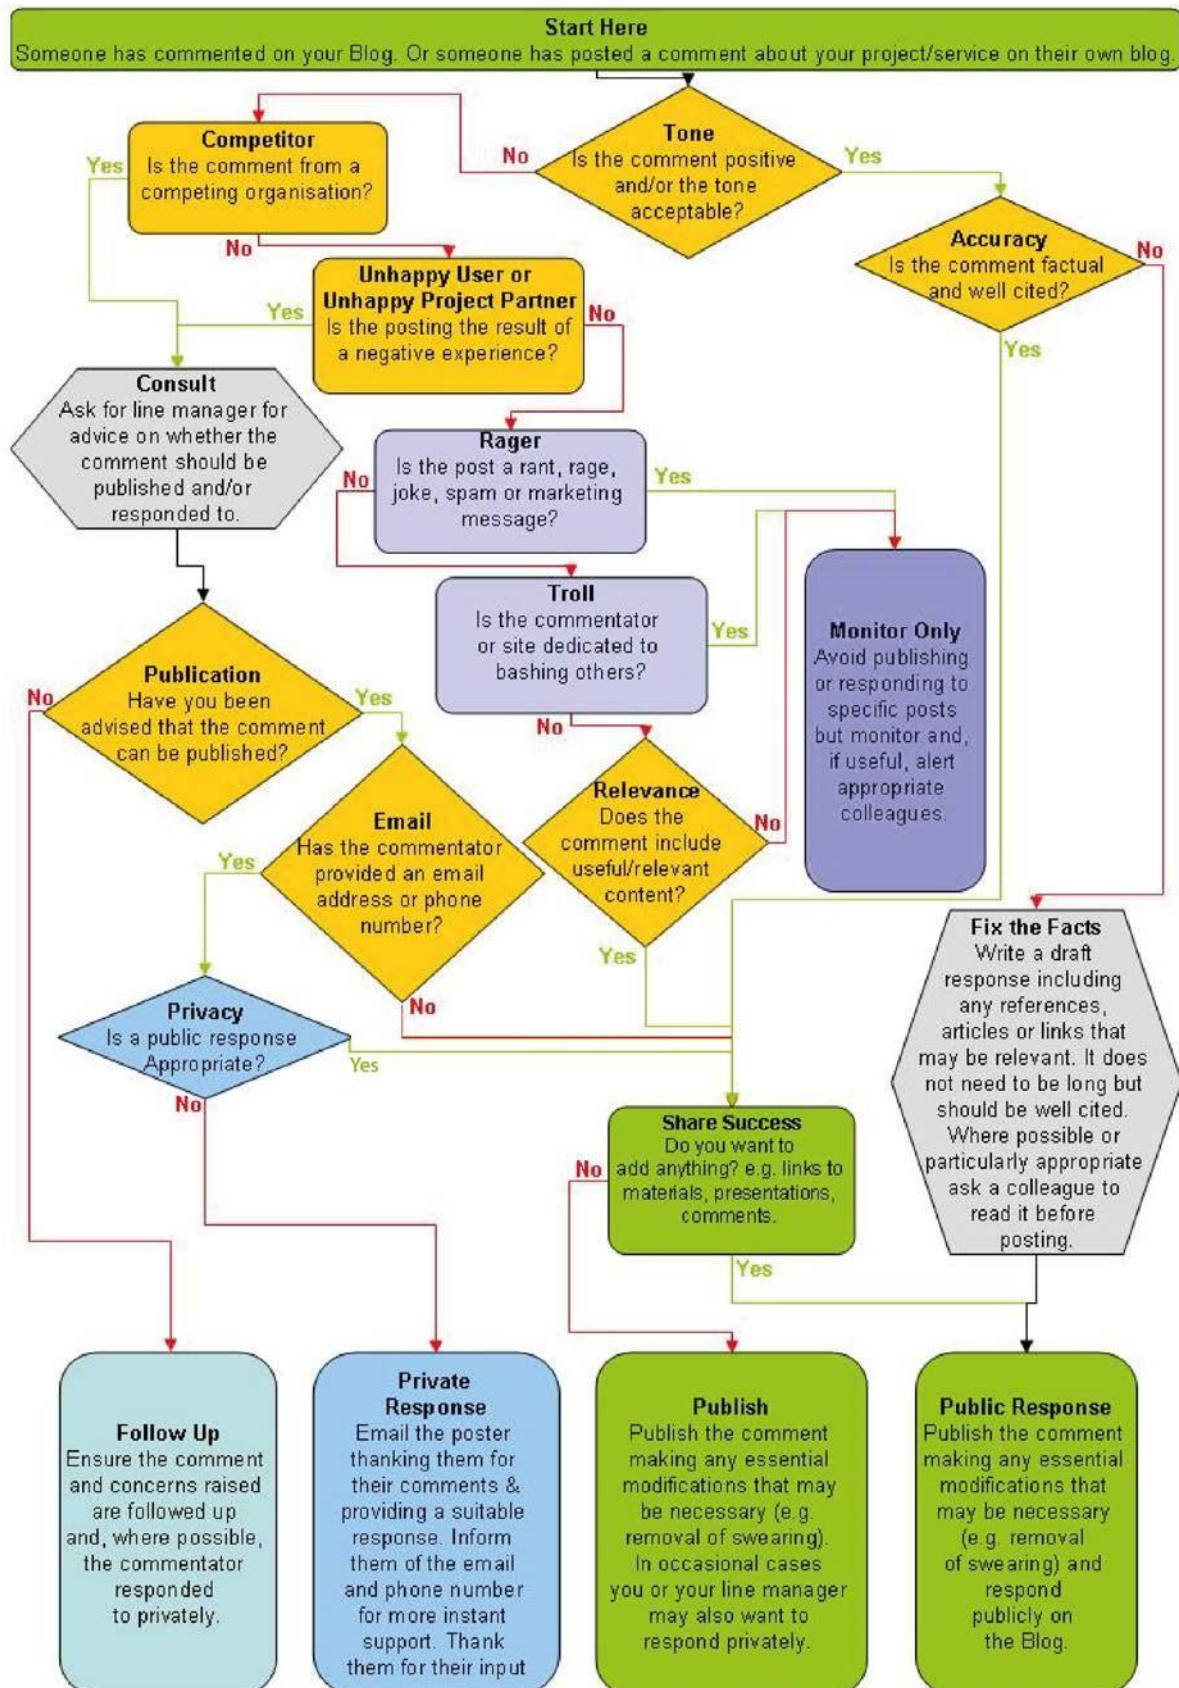 Start Here
Someone has commented on your Blog. Or someone has posted a comment about your project/service on their own blog.
Tone
Is the comment positive
and/or the tone
acceptable?
No
Yes
Competitor
Is the comment from a
competing organisation?
Yes
No
Accuracy
Is the comment factual
and well cited?
No
Yes
Unhappy User or
Unhappy Project Partner
Is the posting the result of
a negative experience?
Yes
No
Consult
Ask for line manager for
advice on whether the
comment should be
published and/or
responded to.
Rager
Is the post a rant, rage,
joke, spam or marketing
message?
No
Yes
Troll
Is the commentator
or site dedicated to
bashing others?
Yes
No
Monitor Only
Avoid publishing
or responding to
specific posts
but monitor and,
if useful, alert
appropriate
colleagues.
Publication
Have you been
advised that the comment
can be published?
No
Yes
Email
Has the commentator
provided an email
address or phone
number?
Yes
No
Relevance
Does the
comment include
useful/relevant
content?
No
Yes
Privacy
Is a public response
Appropriate?
Yes
No
Fix the Facts
Write a draft
response including
any references,
articles or links that
may be relevant. It does
not need to be long but
should be well cited.
Where possible or
particularly appropriate
ask a colleague to
read it before
posting.
Share Success
Do you want to
add anything? e.g. links to
materials, presentations,
comments.
No
Yes
Follow Up
Ensure the comment
and concerns raised
are followed up
and, where possible,
the commentator
responded
to privately.
Private
Response
Email the poster
thanking them for
their comments &
providing a suitable
response. Inform
them of the email
and phone number
for more instant
support. Thank
them for their input
Publish
Publish the comment
making any essential
modifications that may
be necessary (e.g.
removal of swearing).
In occasional cases
you or your line manager
may also want to
respond privately.
Public Response
Publish the comment
making any essential
modifications that
may be necessary
(e.g. removal
of swearing) and
respond
publicly on
the Blog.